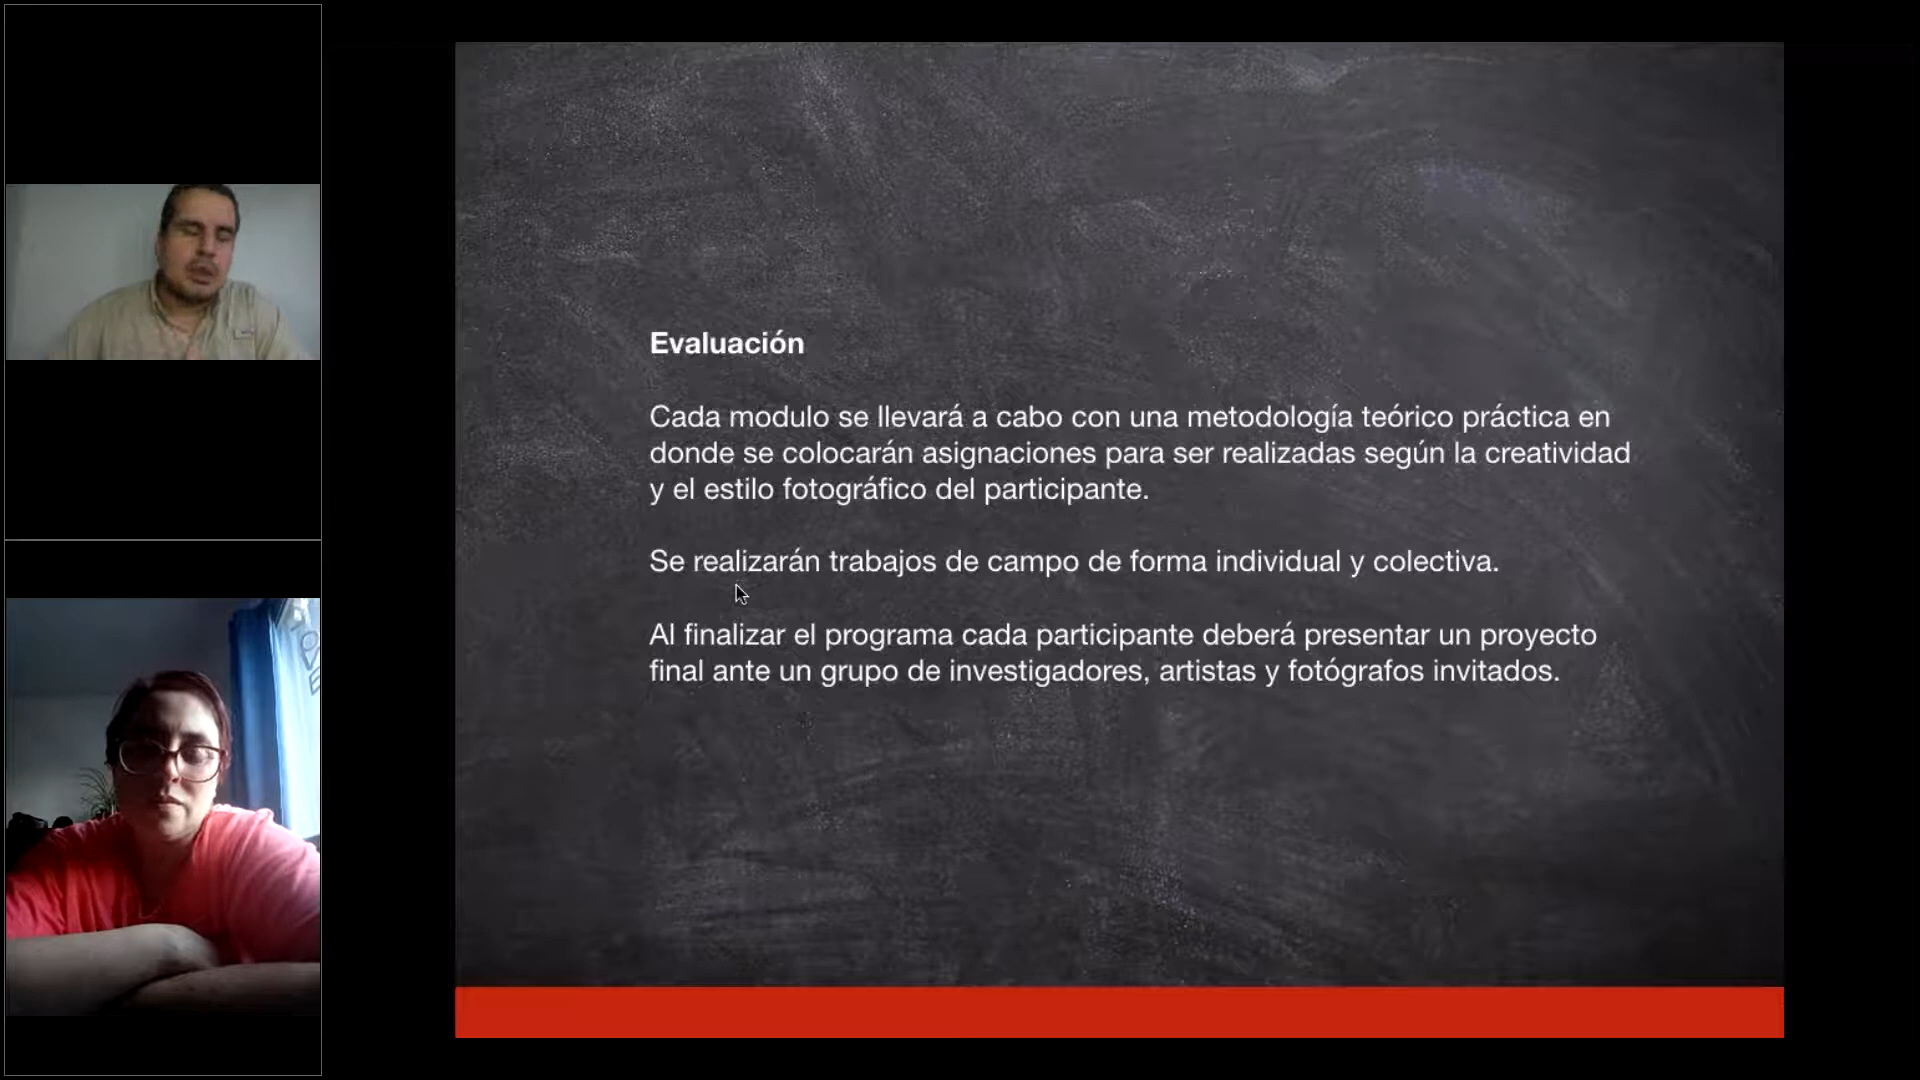 Evaluación
Cada modulo se llevará a cabo con una metodología teórico práctica en
donde se colocarán asignaciones para ser realizadas según la creatividad
y el estilo fotográfico del participante.
Se realizarán trabajos de campo de forma individual y colectiva.
Al finalizar el programa cada participante deberá presentar un proyecto
final ante un grupo de investigadores, artistas y fotógrafos invitados.